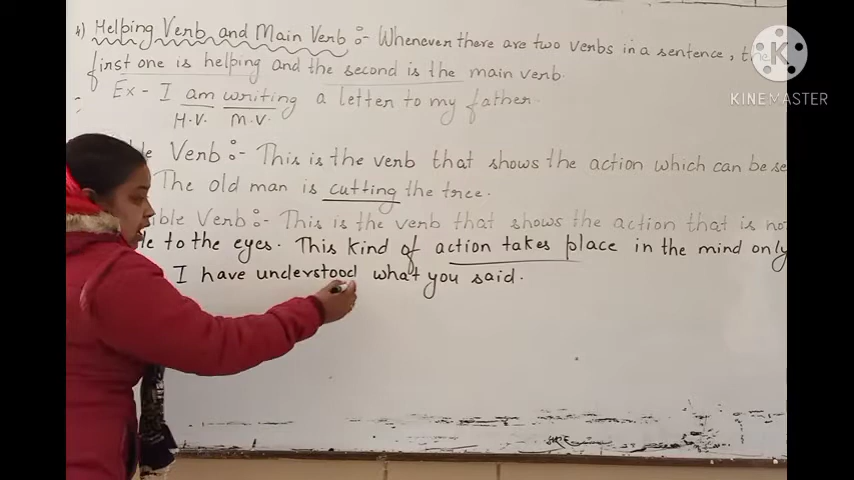 4) Helping Verb and Main Verb :- Whenever there are two verbs in a sentence, the
first one is helping and the second is the main verb.
Ex - I am writing a letter to my father.
H.V. M.V.
Verb :- This is the verb that shows the action which can be se
The old man is cutting the tree.
Verb :- This is the verb that shows the action that is no
to the eyes. This kind of action takes place in the mind only
I have understood what you said.
KINEMASTER